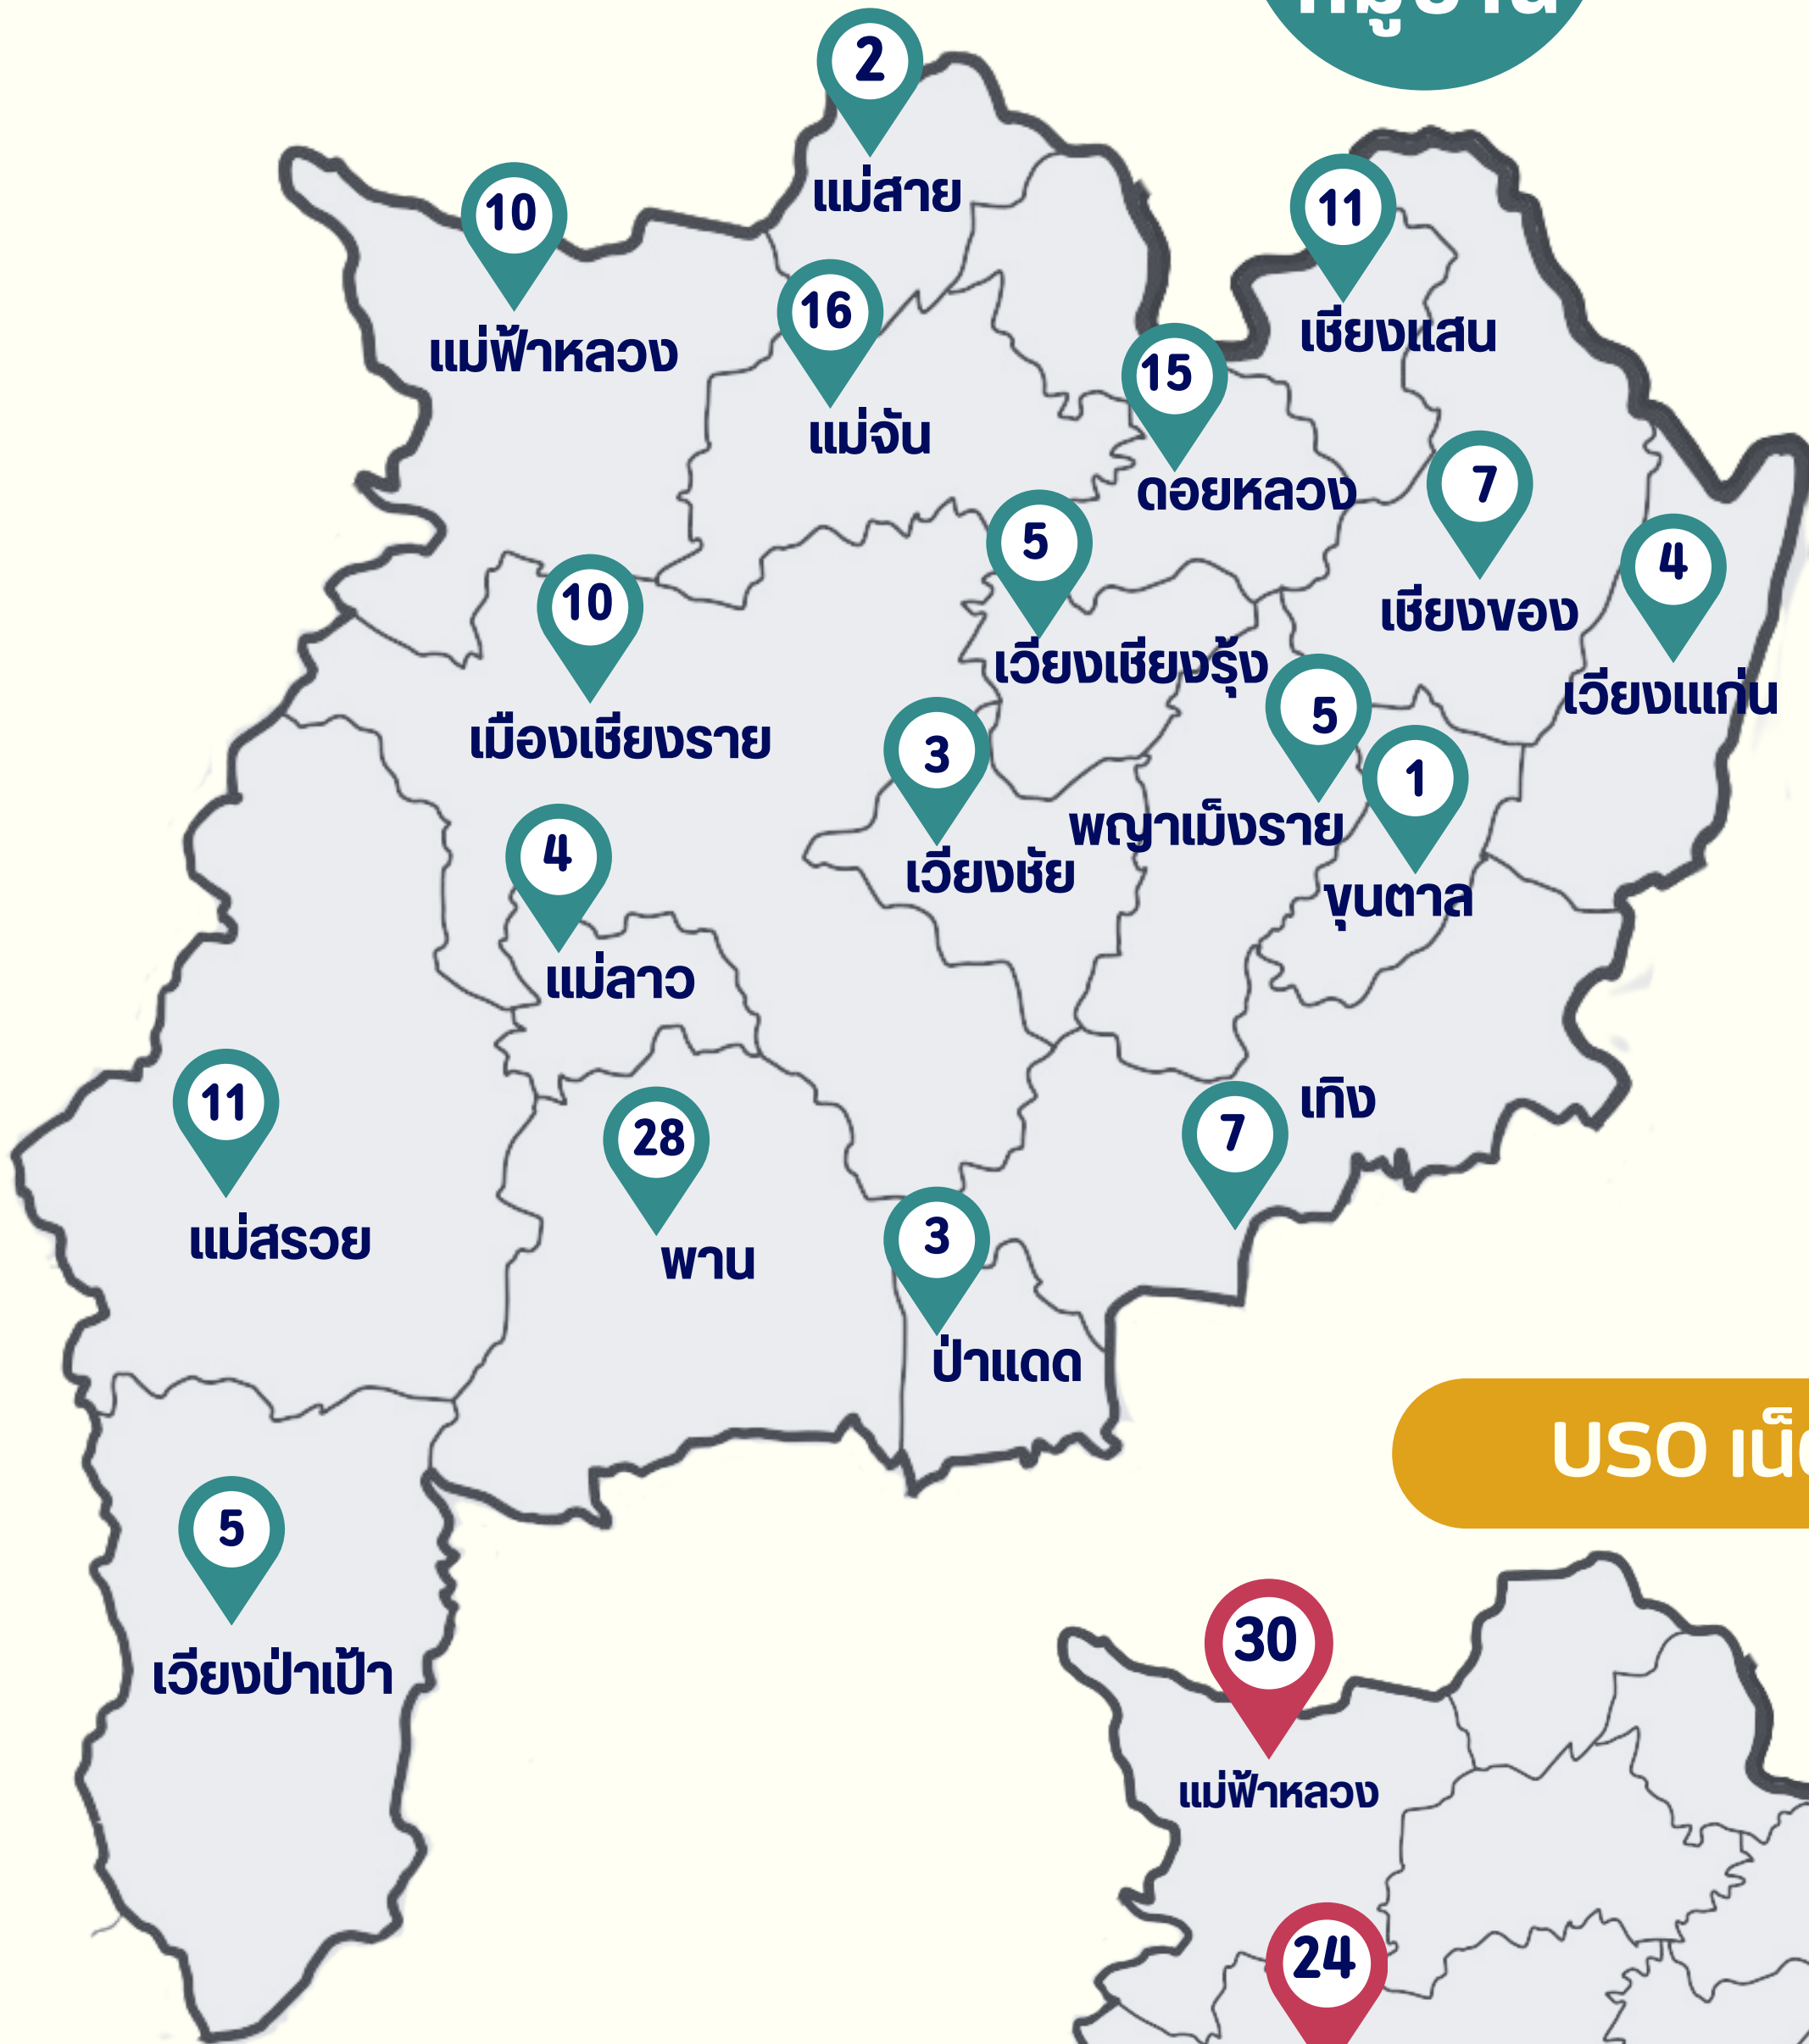 2
แม่สาย
10
แม่ฟ้าหลวง
11
เชียงแสน
16
แม่จัน
15
ดอยหลวง
7
เชียงของ
5
เวียงเชียงรุ้ง
4
เวียงแก่น
10
เมืองเชียงราย
5
พญาเม็งราย
3
เวียงชัย
1
ขุนตาล
4
แม่ลาว
11
แม่สรวย
28
พาน
7
เทิง
3
ป่าแดด
USO
5
เวียงป่าเป้า
30
แม่ฟ้าหลวง
24